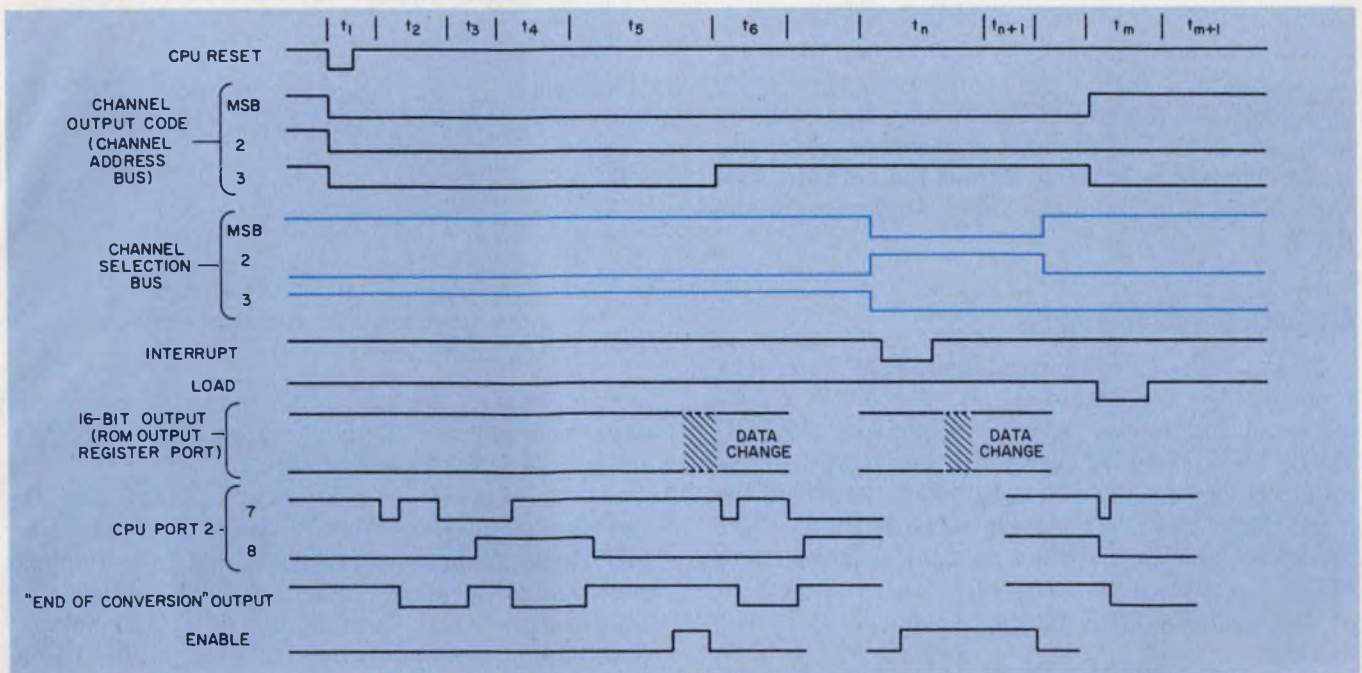 t1 t2 t3 t4 t5 t6 tn tn+1 tm tm+1
CPU RESET
CHANNEL
OUTPUT CODE
(CHANNEL
ADDRESS
BUS)
MSB
2
3
CHANNEL
SELECTION
BUS
MSB
2
3
INTERRUPT
LOAD
16-BIT OUTPUT
(ROM OUTPUT
REGISTER PORT)
DATA
CHANGE
DATA
CHANGE
CPU PORT 2
7
8
"END OF CONVERSION" OUTPUT
ENABLE